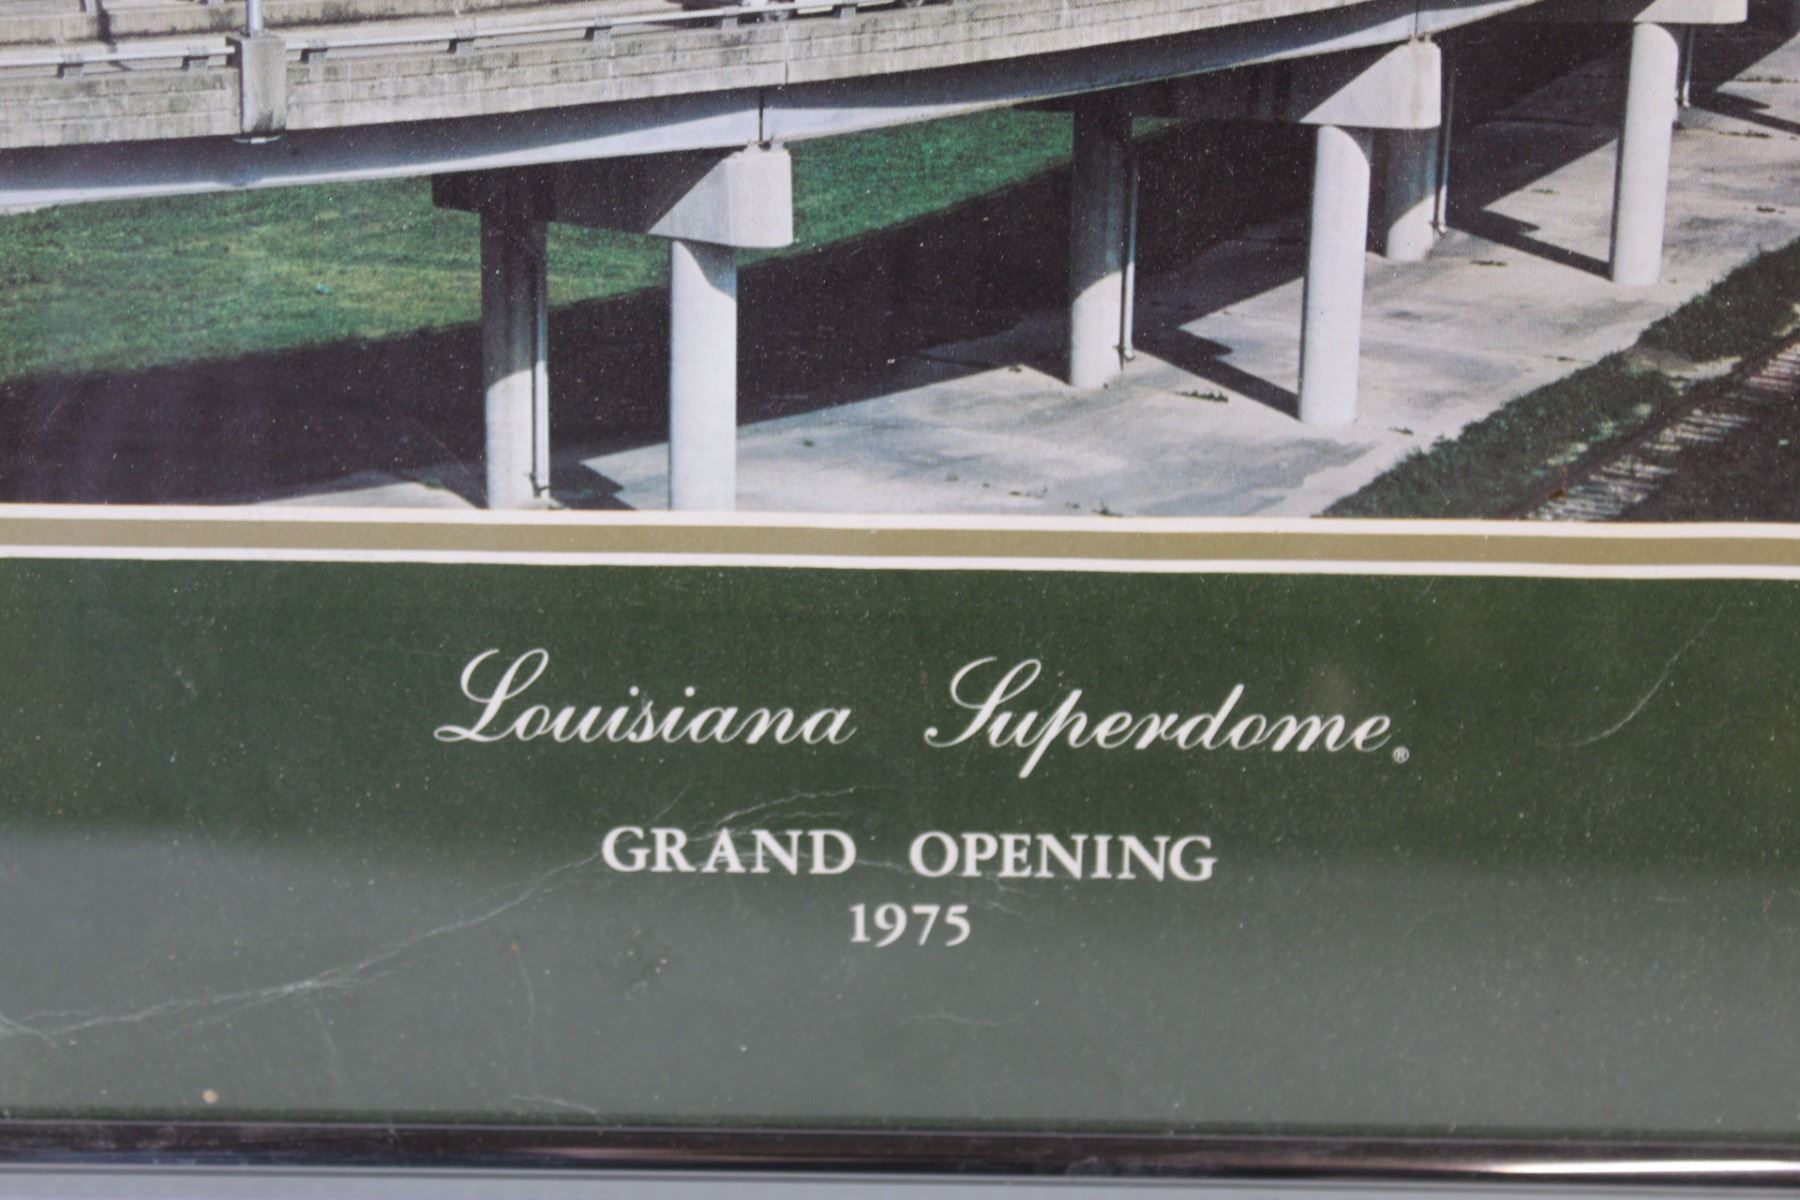 Louisiana Superdome®
GRAND OPENING
1975